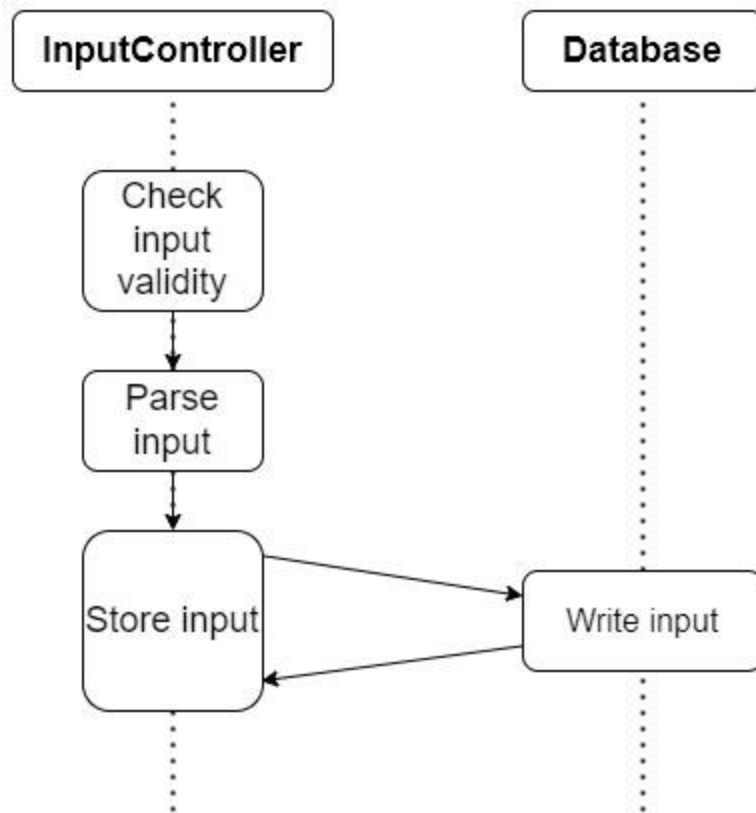 InputController
Database
Check
input
validity
Parse
input
Store input
Write input